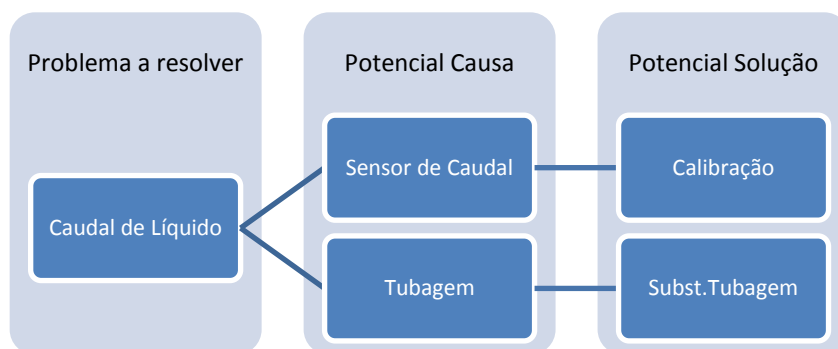 Problema a resolver
Potencial Causa
Potencial Solução
Sensor de Caudal
Calibração
Caudal de Líquido
Tubagem
Subst.Tubagem